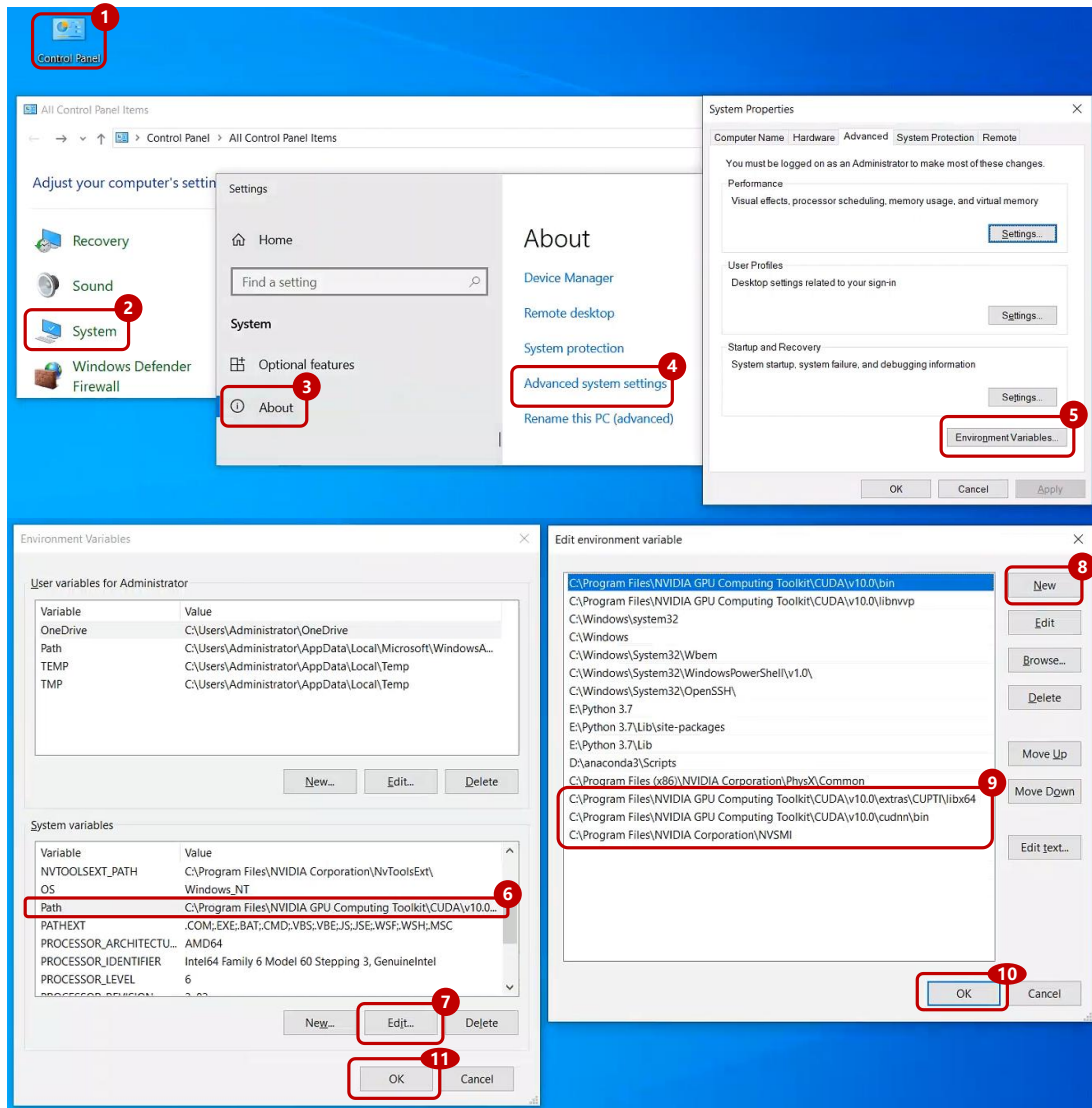 1
Control Panel
All Control Panel Items
Control Panel > All Control Panel Items
Adjust your computer's settin
Recovery
Sound
2
System
Windows Defender
Firewall
Settings
Home
Find a setting
System
Optional features
3
About
About
Device Manager
Remote desktop
System protection
4
Advanced system settings
Rename this PC (advanced)
System Properties
Computer Name Hardware Advanced System Protection Remote
You must be logged on as an Administrator to make most of these changes.
Performance
Visual effects, processor scheduling, memory usage, and virtual memory
Settings...
User Profiles
Desktop settings related to your sign-in
Settings...
Startup and Recovery
System startup, system failure, and debugging information
Settings...
5
Environment Variables...
OK Cancel Apply
Environment Variables
User variables for Administrator
Variable Value
OneDrive C:\Users\Administrator\OneDrive
Path C:\Users\Administrator\AppData\Local\Microsoft\WindowsA...
TEMP C:\Users\Administrator\AppData\Local\Temp
TMP C:\Users\Administrator\AppData\Local\Temp
New... Edit... Delete
System variables
Variable Value
NVTOOLSEXT_PATH C:\Program Files\NVIDIA Corporation\NvToolsExt\
OS Windows_NT
6
Path C:\Program Files\NVIDIA GPU Computing Toolkit\CUDA\v10.0...
PATHEXT .COM;.EXE;.BAT;.CMD;.VBS;.VBE;.JS;.JSE;.WSF;.WSH;.MSC
PROCESSOR_ARCHITECTU... AMD64
PROCESSOR_IDENTIFIER Intel64 Family 6 Model 60 Stepping 3, GenuineIntel
PROCESSOR_LEVEL 6
7
New... Edit... Delete
11
OK Cancel
Edit environment variable
8
C:\Program Files\NVIDIA GPU Computing Toolkit\CUDA\v10.0\bin
C:\Program Files\NVIDIA GPU Computing Toolkit\CUDA\v10.0\libnvvp
C:\Windows\system32
C:\Windows
C:\Windows\System32\Wbem
C:\Windows\System32\WindowsPowerShell\v1.0\
C:\Windows\System32\OpenSSH\
E:\Python 3.7
E:\Python 3.7\Lib\site-packages
E:\Python 3.7\Lib
D:\anaconda3\Scripts
C:\Program Files (x86)\NVIDIA Corporation\PhysX\Common
9
C:\Program Files\NVIDIA GPU Computing Toolkit\CUDA\v10.0\extras\CUPTI\libx64
C:\Program Files\NVIDIA GPU Computing Toolkit\CUDA\v10.0\cudnn\bin
C:\Program Files\NVIDIA Corporation\NVSMI
New
Edit
Browse...
Delete
Move Up
Move Down
Edit text...
10
OK Cancel